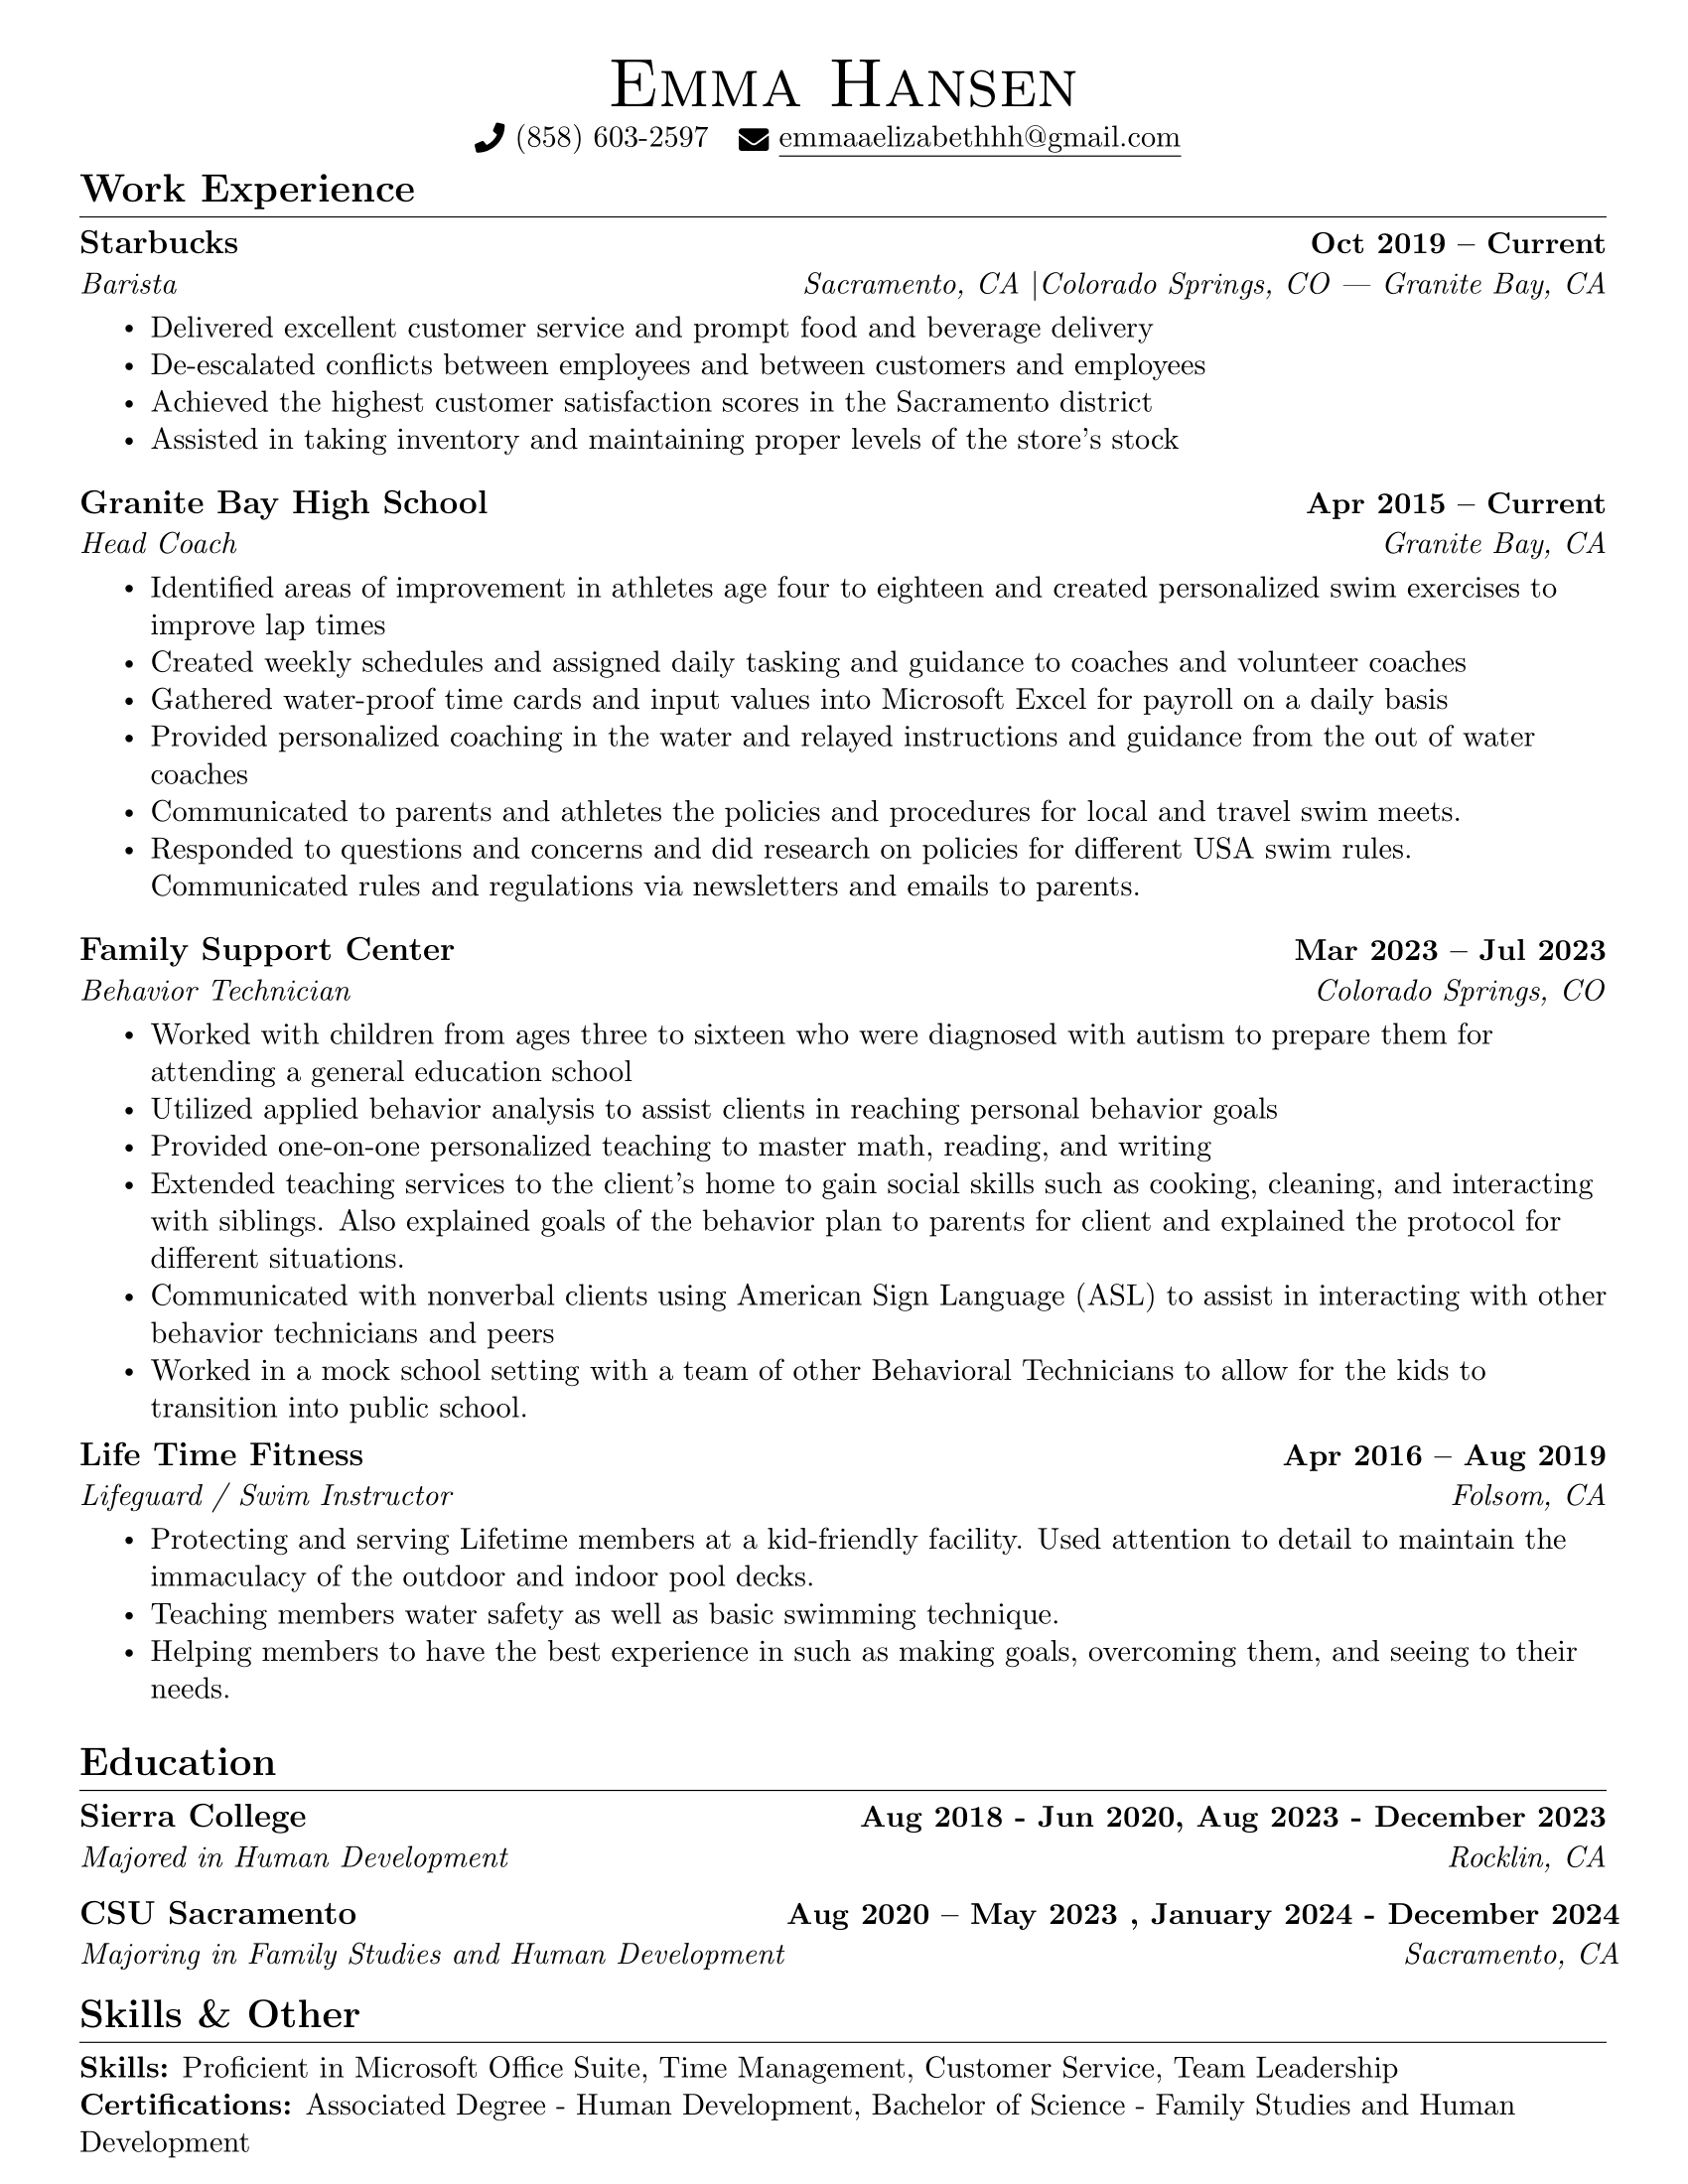 Emma Hansen
(858) 603-2597 emmaaelizabethhh@gmail.com
Work Experience
Starbucks Oct 2019 – Current
Barista Sacramento, CA |Colorado Springs, CO — Granite Bay, CA
• Delivered excellent customer service and prompt food and beverage delivery
• De-escalated conflicts between employees and between customers and employees
• Achieved the highest customer satisfaction scores in the Sacramento district
• Assisted in taking inventory and maintaining proper levels of the store's stock
Granite Bay High School Apr 2015 – Current
Head Coach Granite Bay, CA
• Identified areas of improvement in athletes age four to eighteen and created personalized swim exercises to
improve lap times
• Created weekly schedules and assigned daily tasking and guidance to coaches and volunteer coaches
• Gathered water-proof time cards and input values into Microsoft Excel for payroll on a daily basis
• Provided personalized coaching in the water and relayed instructions and guidance from the out of water
coaches
• Communicated to parents and athletes the policies and procedures for local and travel swim meets.
• Responded to questions and concerns and did research on policies for different USA swim rules.
Communicated rules and regulations via newsletters and emails to parents.
Family Support Center Mar 2023 – Jul 2023
Behavior Technician Colorado Springs, CO
• Worked with children from ages three to sixteen who were diagnosed with autism to prepare them for
attending a general education school
• Utilized applied behavior analysis to assist clients in reaching personal behavior goals
• Provided one-on-one personalized teaching to master math, reading, and writing
• Extended teaching services to the client's home to gain social skills such as cooking, cleaning, and interacting
with siblings. Also explained goals of the behavior plan to parents for client and explained the protocol for
different situations.
• Communicated with nonverbal clients using American Sign Language (ASL) to assist in interacting with other
behavior technicians and peers
• Worked in a mock school setting with a team of other Behavioral Technicians to allow for the kids to
transition into public school.
Life Time Fitness Apr 2016 – Aug 2019
Lifeguard / Swim Instructor Folsom, CA
• Protecting and serving Lifetime members at a kid-friendly facility. Used attention to detail to maintain the
immaculacy of the outdoor and indoor pool decks.
• Teaching members water safety as well as basic swimming technique.
• Helping members to have the best experience in such as making goals, overcoming them, and seeing to their
needs.
Education
Sierra College Aug 2018 - Jun 2020, Aug 2023 - December 2023
Majored in Human Development Rocklin, CA
CSU Sacramento Aug 2020 – May 2023 , January 2024 - December 2024
Majoring in Family Studies and Human Development Sacramento, CA
Skills & Other
Skills: Proficient in Microsoft Office Suite, Time Management, Customer Service, Team Leadership
Certifications: Associated Degree - Human Development, Bachelor of Science - Family Studies and Human
Development